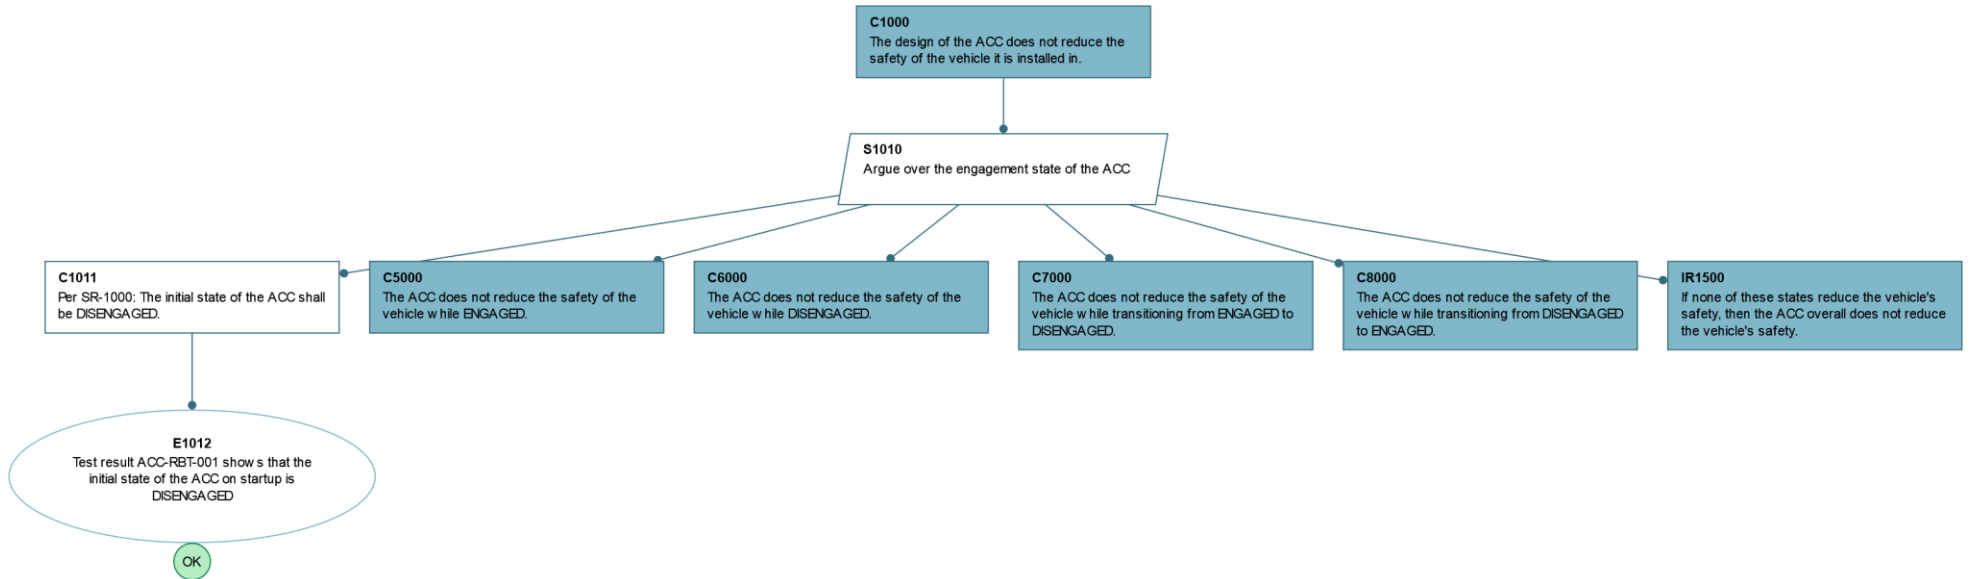 C1000
The design of the ACC does not reduce the
safety of the vehicle it is installed in.
S1010
Argue over the engagement state of the ACC
C1011
Per SR-1000: The initial state of the ACC shall
be DISENGAGED.
C5000
The ACC does not reduce the safety of the
vehicle while ENGAGED.
C6000
The ACC does not reduce the safety of the
vehicle while DISENGAGED.
C7000
The ACC does not reduce the safety of the
vehicle while transitioning from ENGAGED to
DISENGAGED.
C8000
The ACC does not reduce the safety of the
vehicle while transitioning from DISENGAGED
to ENGAGED.
IR1500
If none of these states reduce the vehicle's
safety, then the ACC overall does not reduce
the vehicle's safety.
E1012
Test result ACC-RBT-001 shows that the
initial state of the ACC on startup is
DISENGAGED
OK